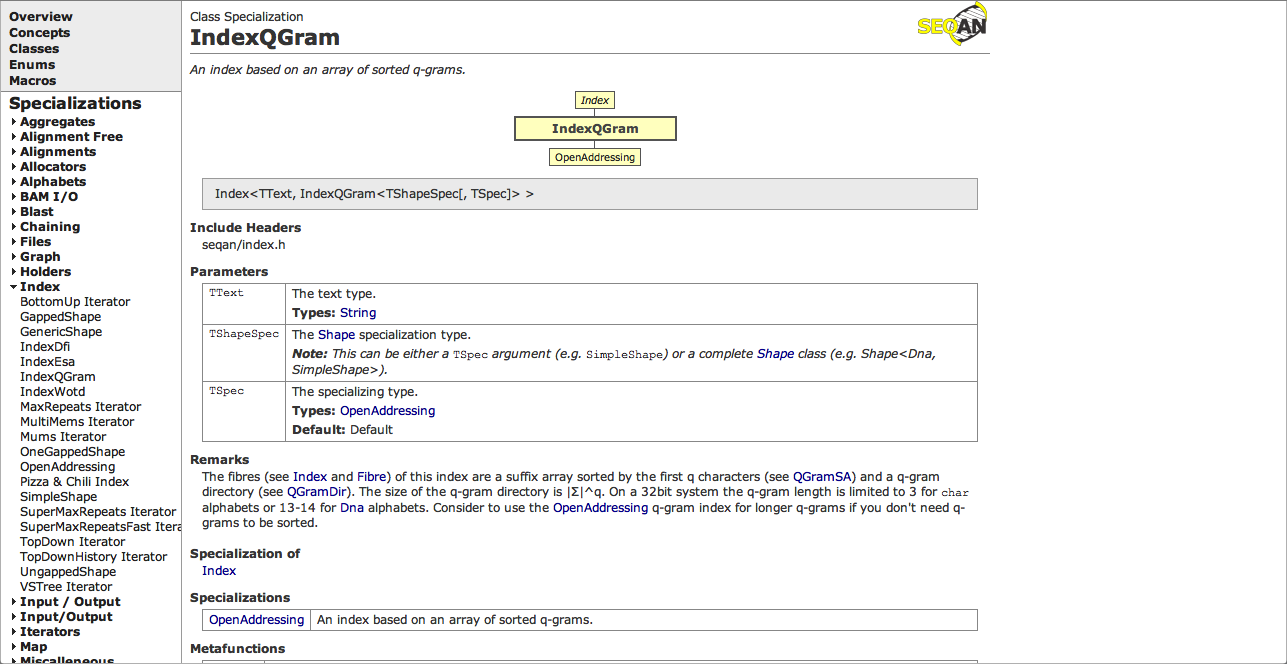 Overview
Concepts
Classes
Enums
Macros
Specializations
Aggregates
Alignment Free
Alignments
Allocators
Alphabets
BAM I/O
Blast
Chaining
Files
Graph
Holders
Index
BottomUp Iterator
GappedShape
GenericShape
IndexDfi
IndexEsa
IndexQGram
IndexWotd
MaxRepeats Iterator
MultiMems Iterator
Mums Iterator
OneGappedShape
OpenAddressing
Pizza & Chili Index
SimpleShape
SuperMaxRepeats Iterator
SuperMaxRepeatsFast Itera
TopDown Iterator
TopDownHistory Iterator
UngappedShape
VSTree Iterator
Input / Output
Input/Output
Iterators
Map
Miscellaneous
Class Specialization
IndexQGram
SEQAN
An index based on an array of sorted q-grams.
Index
IndexQGram
OpenAddressing
Index<TText, IndexQGram<TShapeSpec[, TSpec]> >
Include Headers
seqan/index.h
Parameters
TText The text type.
Types: String
TShapeSpec The Shape specialization type.
Note: This can be either a TSpec argument (e.g. SimpleShape) or a complete Shape class (e.g. Shape<Dna,
SimpleShape>).
TSpec The specializing type.
Types: OpenAddressing
Default: Default
Remarks
The fibres (see Index and Fibre) of this index are a suffix array sorted by the first q characters (see QGramSA) and a q-gram
directory (see QGramDir). The size of the q-gram directory is |Σ|^q. On a 32bit system the q-gram length is limited to 3 for char
alphabets or 13-14 for Dna alphabets. Consider to use the OpenAddressing q-gram index for longer q-grams if you don't need q-
grams to be sorted.
Specialization of
Index
Specializations
OpenAddressing An index based on an array of sorted q-grams.
Metafunctions